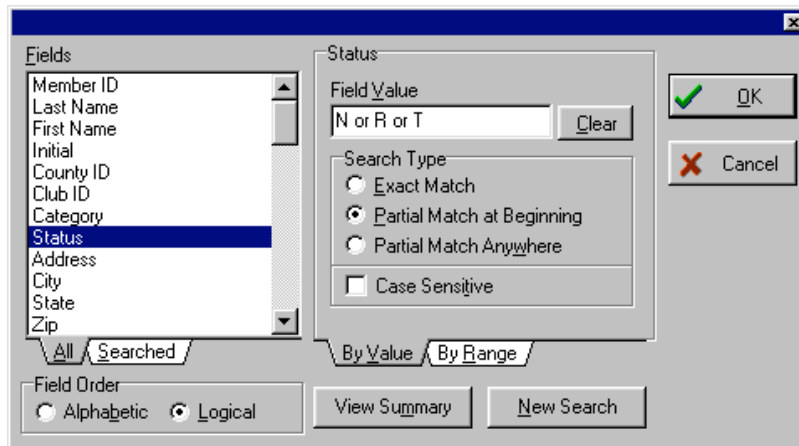 Fields
Member ID
Last Name
First Name
Initial
County ID
Club ID
Category
Status
Address
City
State
Zip
All
Searched
Field Order
Alphabetic
Logical
Status
Field Value
N or R or T
Clear
Search Type
Exact Match
Partial Match at Beginning
Partial Match Anywhere
Case Sensitive
By Value
By Range
View Summary
New Search
OK
Cancel